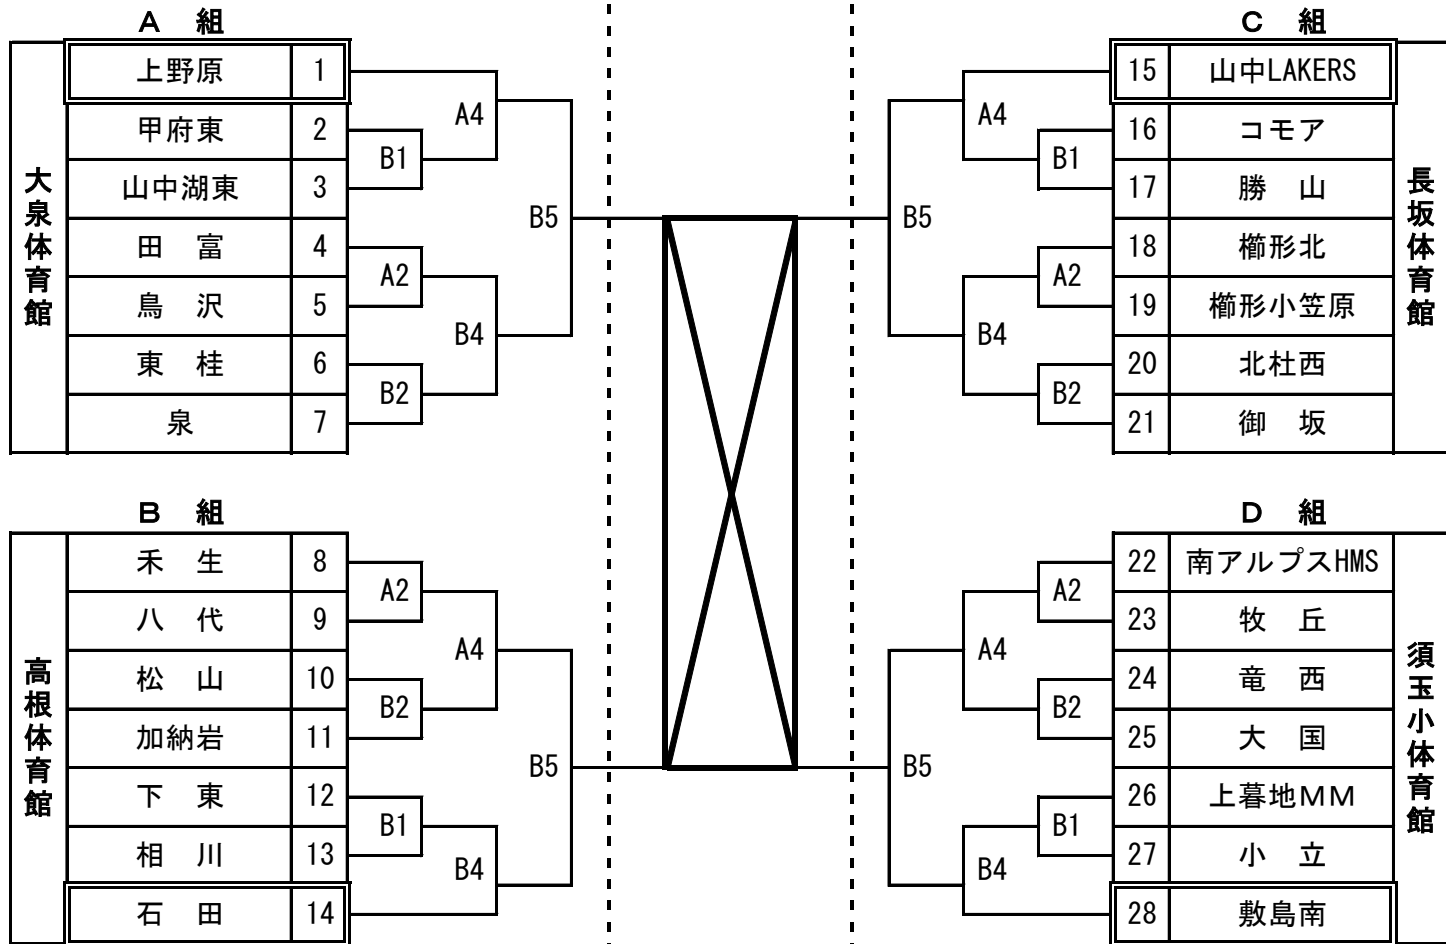 A 組
大泉体育館
上野原 1
甲府東 2
山中湖東 3
田 富 4
鳥 沢 5
東 桂 6
泉 7
B1
A2
B2
A4
B4
B5
C 組
15 山中LAKERS
16 コモア
17 勝 山
18 櫛形北
19 櫛形小笠原
20 北杜西
21 御 坂
長坂体育館
A4
B4
B1
A2
B2
B5
B 組
高根体育館
禾 生 8
八 代 9
松 山 10
加納岩 11
下 東 12
相 川 13
石 田 14
A2
B2
B1
A4
B4
B5
D 組
22 南アルプスHMS
23 牧 丘
24 竜 西
25 大 国
26 上暮地MM
27 小 立
28 敷島南
須玉小体育館
A2
B2
B1
A4
B4
B5